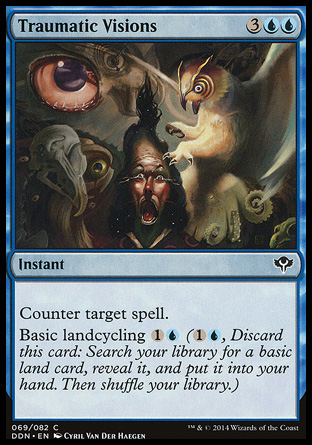 Traumatic Visions 3
Instant
Counter target spell.
Basic landcycling 1 ( 1 , Discard
this card: Search your library for a basic
land card, reveal it, and put it into your
hand. Then shuffle your library.)
069/082 C
DDN • EN Cyril Van Der Haegen
™ & © 2014 Wizards of the Coast